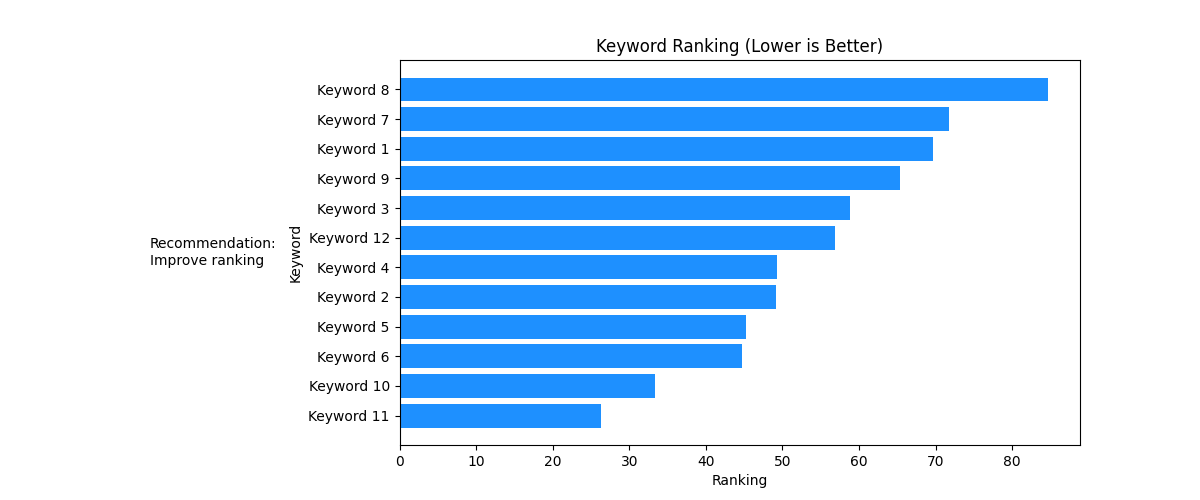 Keyword Ranking (Lower is Better)
Keyword 8
Keyword 7
Keyword 1
Keyword 9
Keyword 3
Keyword 12
Keyword 4
Keyword 2
Keyword 5
Keyword 6
Keyword 10
Keyword 11
Keyword
Recommendation:
Improve ranking
0 10 20 30 40 50 60 70 80
Ranking